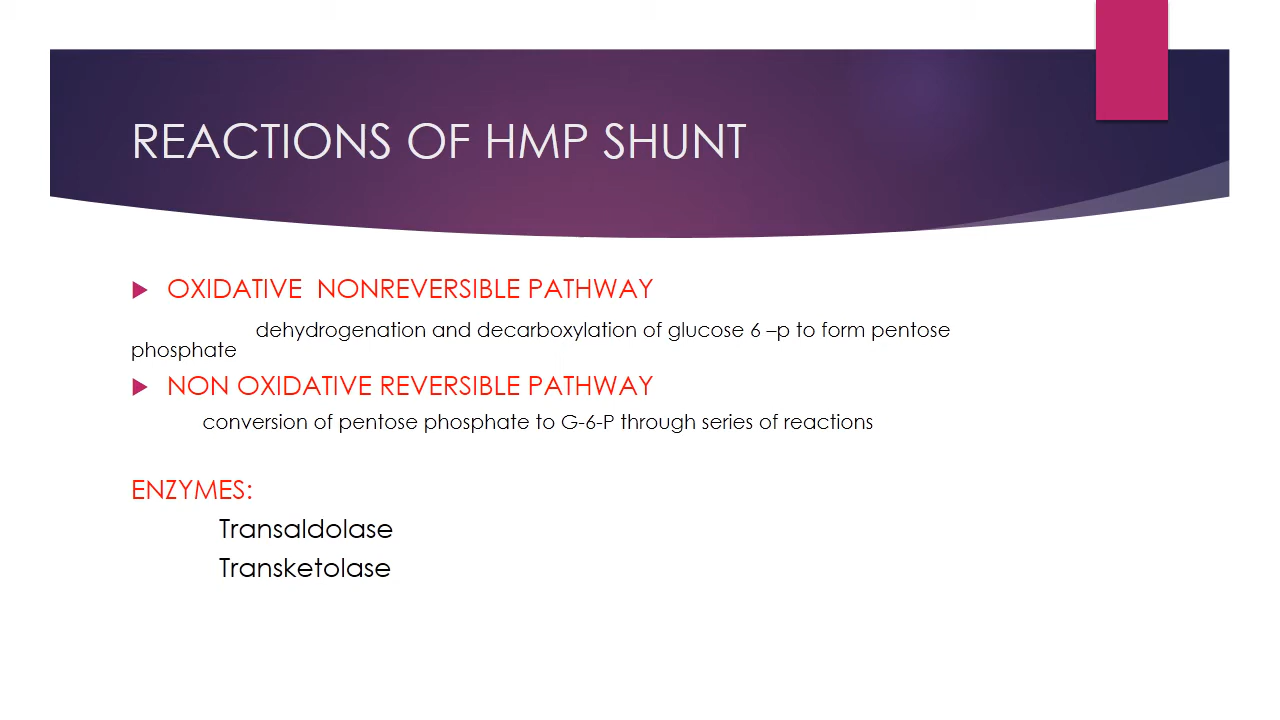 REACTIONS OF HMP SHUNT
OXIDATIVE NONREVERSIBLE PATHWAY
dehydrogenation and decarboxylation of glucose 6 –p to form pentose
phosphate
NON OXIDATIVE REVERSIBLE PATHWAY
conversion of pentose phosphate to G-6-P through series of reactions
ENZYMES:
Transaldolase
Transketolase